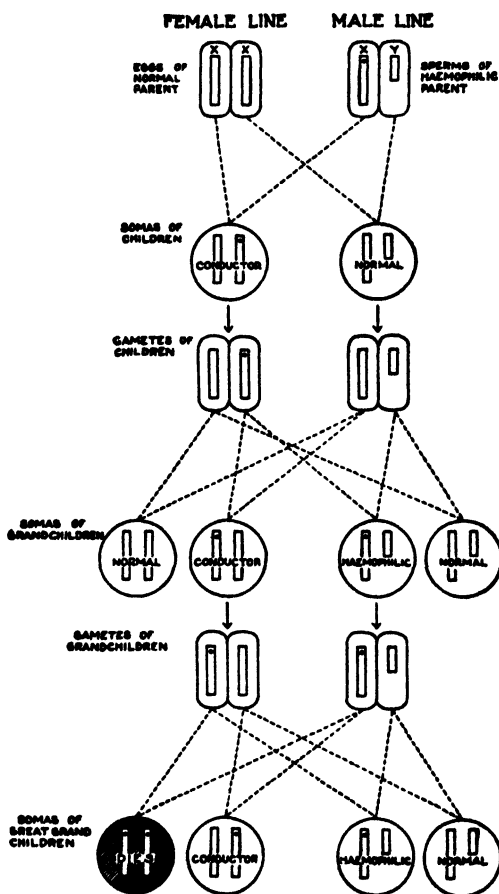 FEMALE LINE MALE LINE
X X X Y
EGGS OF
NORMAL
PARENT
SPERMS OF
HAEMOPHILIC
PARENT
SOMAS OF
CHILDREN
CONDUCTOR NORMAL
GAMETES OF
CHILDREN
SOMAS OF
GRANDCHILDREN
NORMAL CONDUCTOR HAEMOPHILIC NORMAL
GAMETES OF
GRANDCHILDREN
SOMAS OF
GREAT GRAND
CHILDREN
DIES CONDUCTOR HAEMOPHILIC NORMAL